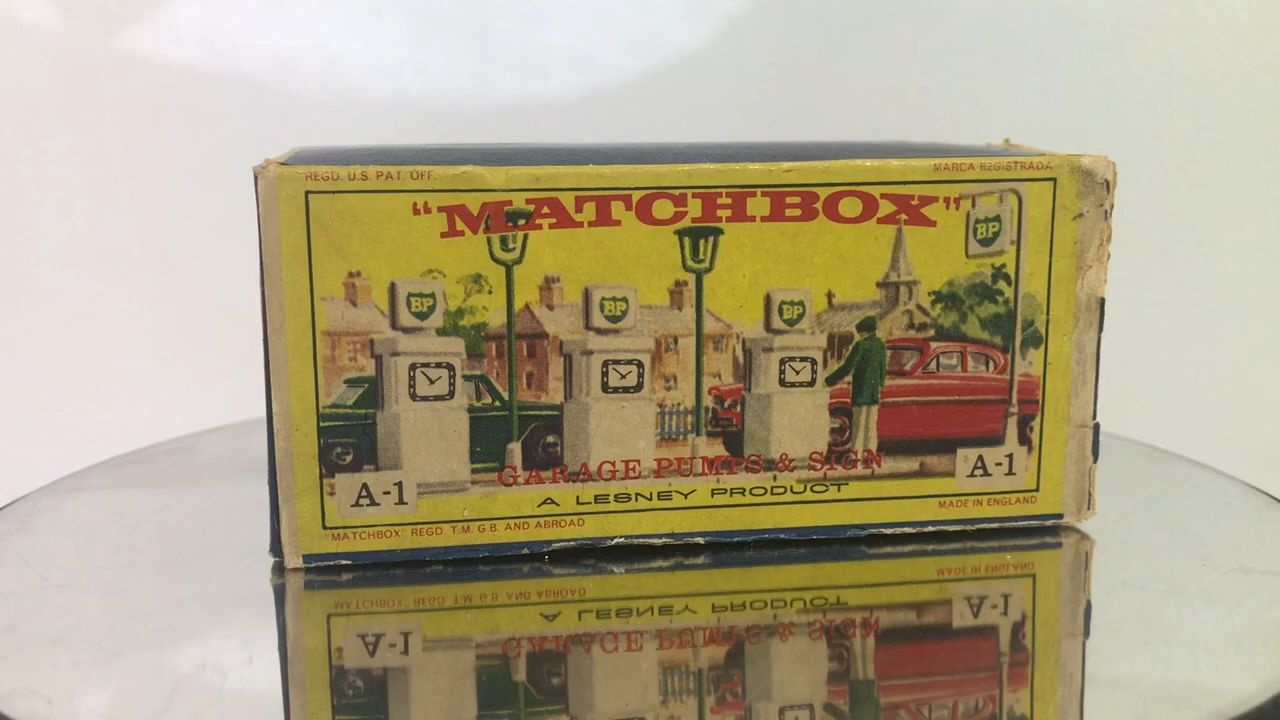 REGD. U.S. PAT. OFF.
MARCA REGISTRADA
"MATCHBOX"
BP
BP
BP
BP
GARAGE PUMPS & SIGN
A LESNEY PRODUCT
A-1
A-1
MADE IN ENGLAND
"MATCHBOX" REGD. T.M. G.B. AND ABROAD